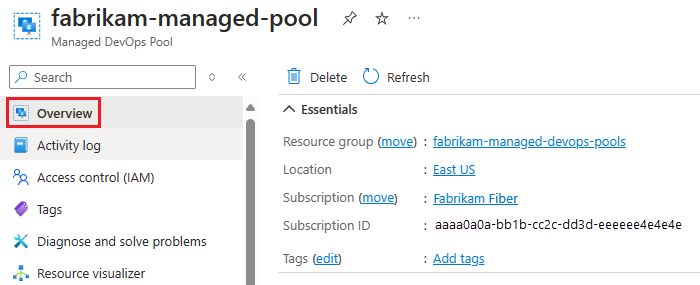 fabrikam-managed-pool
Managed DevOps Pool
Search
Overview
Activity log
Access control (IAM)
Tags
Diagnose and solve problems
Resource visualizer
Delete Refresh
Essentials
Resource group (move) : fabrikam-managed-devops-pools
Location : East US
Subscription (move) : Fabrikam Fiber
Subscription ID : aaaa0a0a-bb1b-cc2c-dd3d-eeeeee4e4e4e
Tags (edit) : Add tags